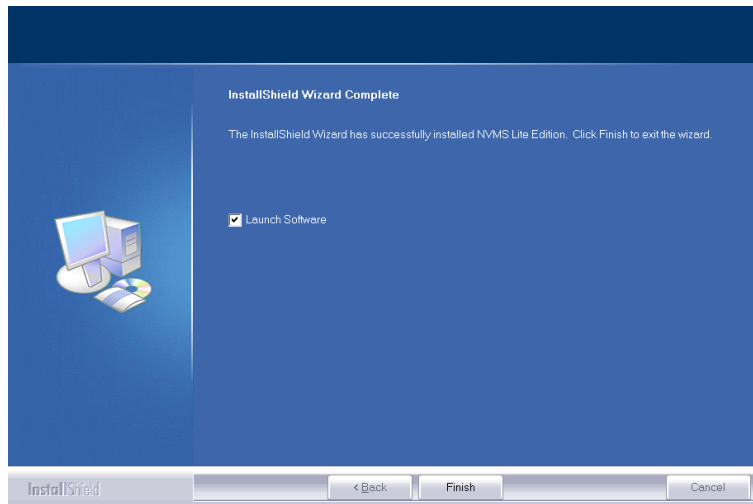 InstallShield Wizard Complete
The InstallShield Wizard has successfully installed NVMS Lite Edition. Click Finish to exit the wizard.
Launch Software
InstallShield
< Back
Finish
Cancel